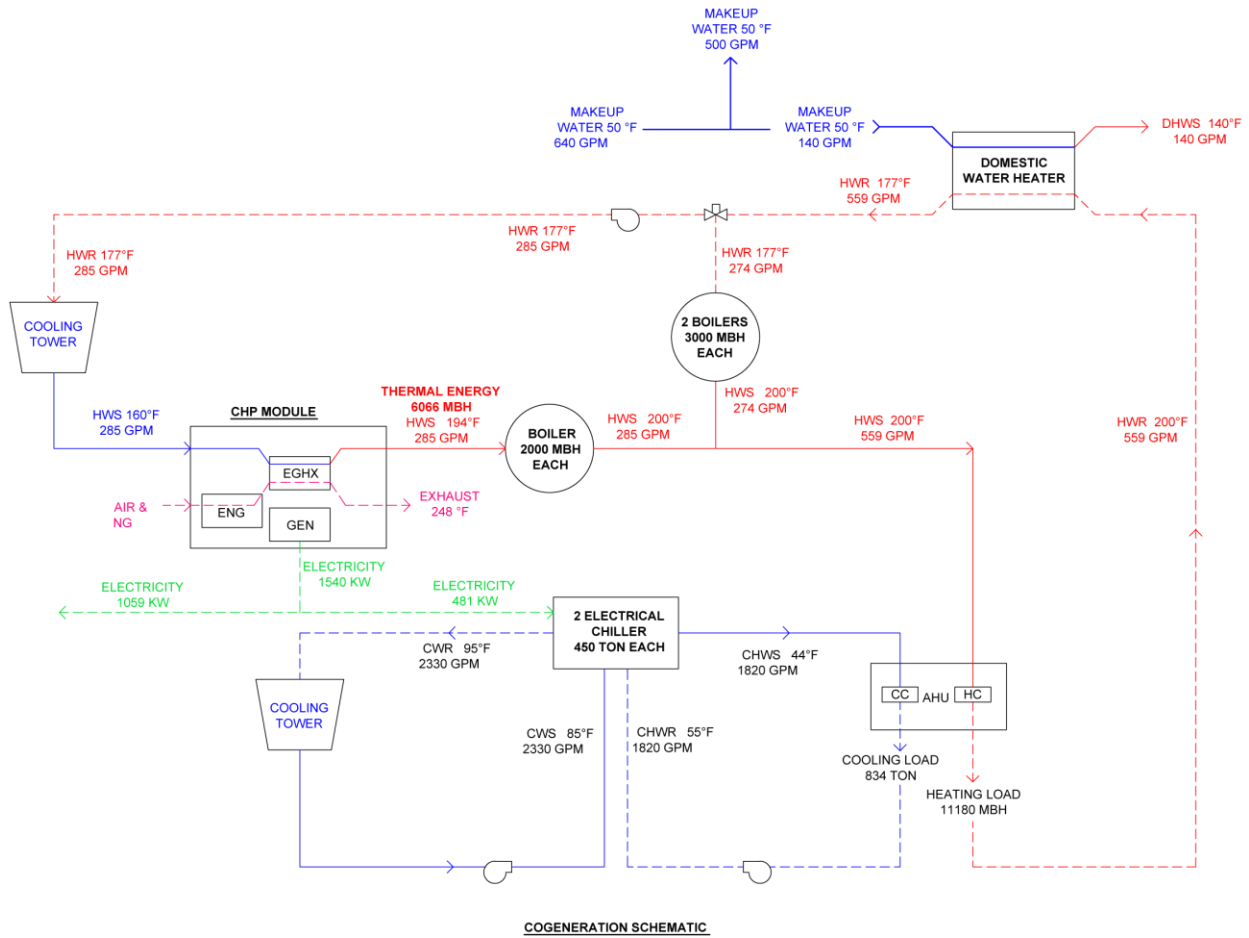 MAKEUP
WATER 50 °F
500 GPM
MAKEUP
WATER 50 °F
640 GPM
MAKEUP
WATER 50 °F
140 GPM
DHWS 140°F
140 GPM
DOMESTIC
WATER HEATER
HWR 177°F
559 GPM
HWR 177°F
285 GPM
HWR 177°F
285 GPM
HWR 177°F
274 GPM
COOLING
TOWER
2 BOILERS
3000 MBH
EACH
HWS 160°F
285 GPM
CHP MODULE
THERMAL ENERGY
6066 MBH
HWS 194°F
285 GPM
BOILER
2000 MBH
EACH
HWS 200°F
285 GPM
HWS 200°F
274 GPM
HWS 200°F
559 GPM
HWR 200°F
559 GPM
EGHX
AIR &
NG
ENG
GEN
EXHAUST
248 °F
ELECTRICITY
1540 KW
ELECTRICITY
1059 KW
ELECTRICITY
481 KW
2 ELECTRICAL
CHILLER
450 TON EACH
CWR 95°F
2330 GPM
CHWS 44°F
1820 GPM
COOLING
TOWER
CC
AHU
HC
CWS 85°F
2330 GPM
CHWR 55°F
1820 GPM
COOLING LOAD
834 TON
HEATING LOAD
11180 MBH
COGENERATION SCHEMATIC